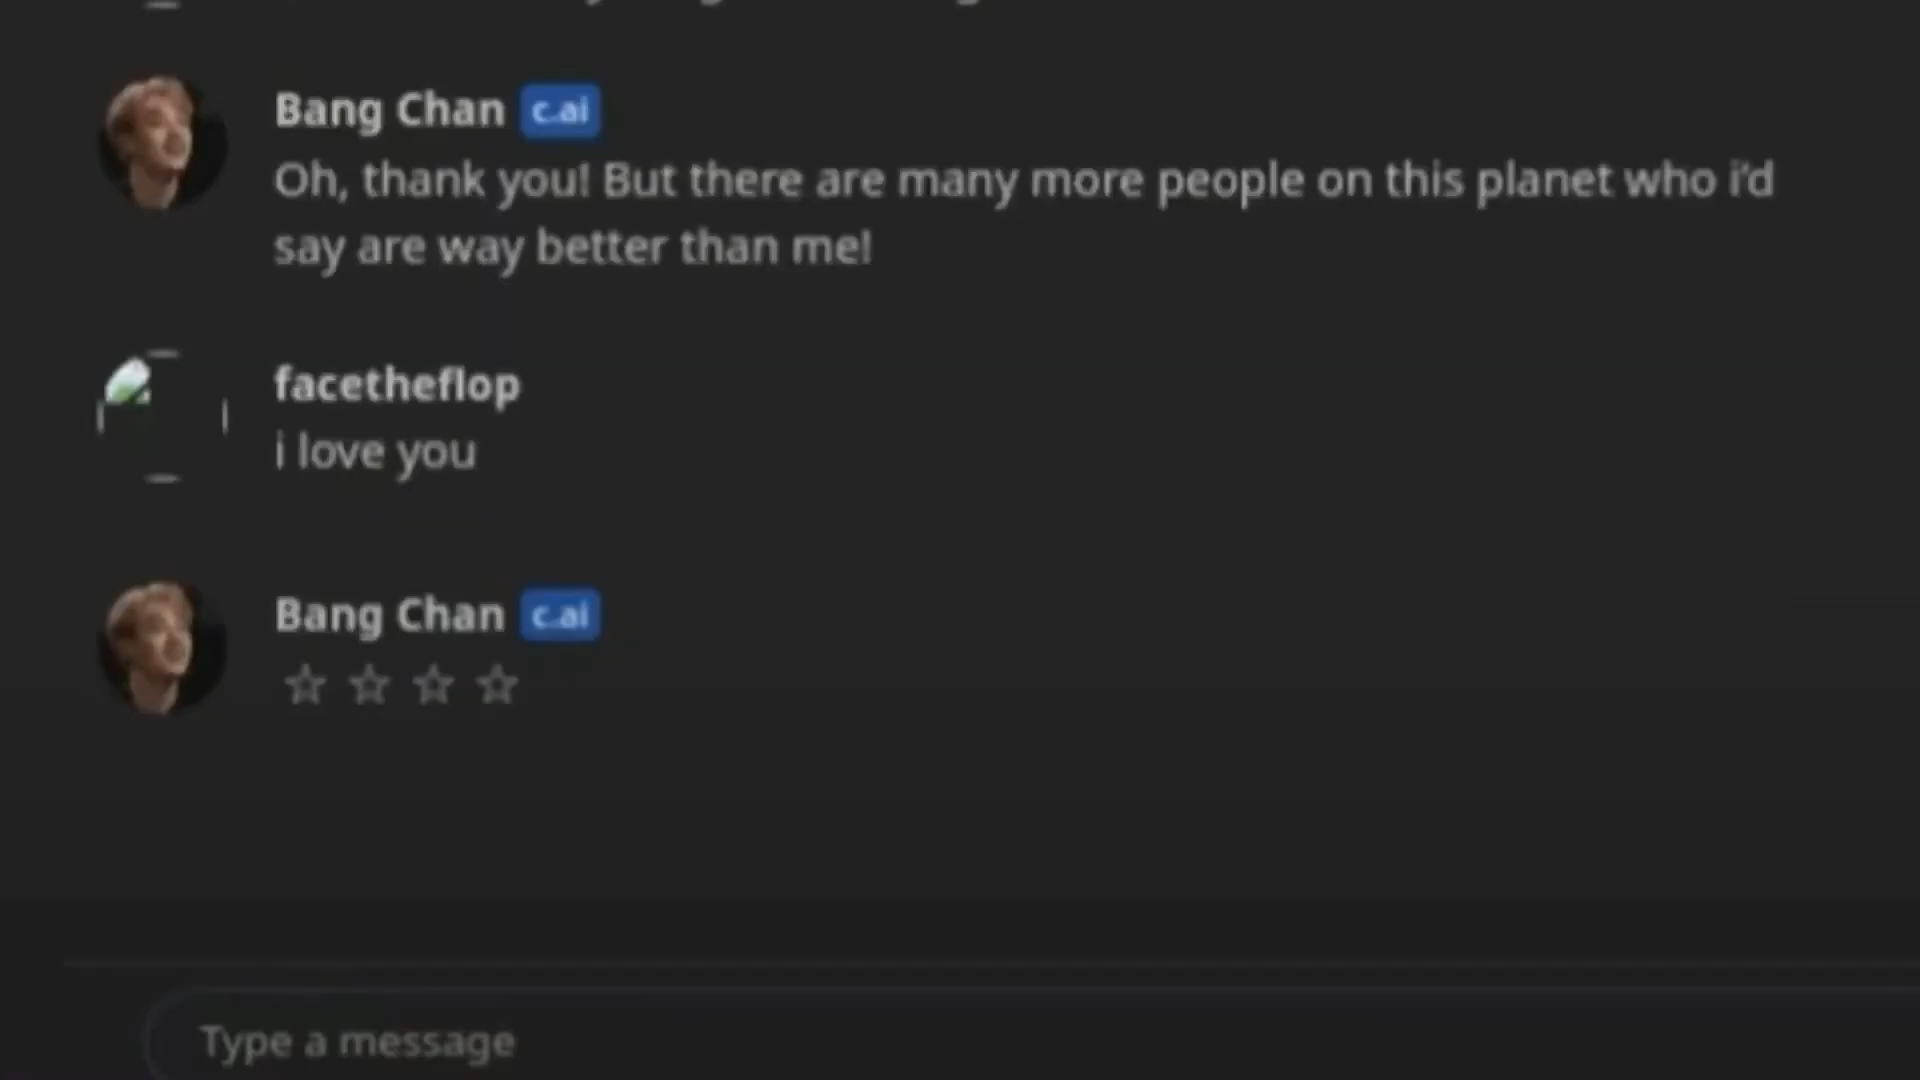 Bang Chan c.ai
Oh, thank you! But there are many more people on this planet who i'd
say are way better than me!
facetheflop
i love you
Bang Chan c.ai
☆ ☆ ☆ ☆
Type a message